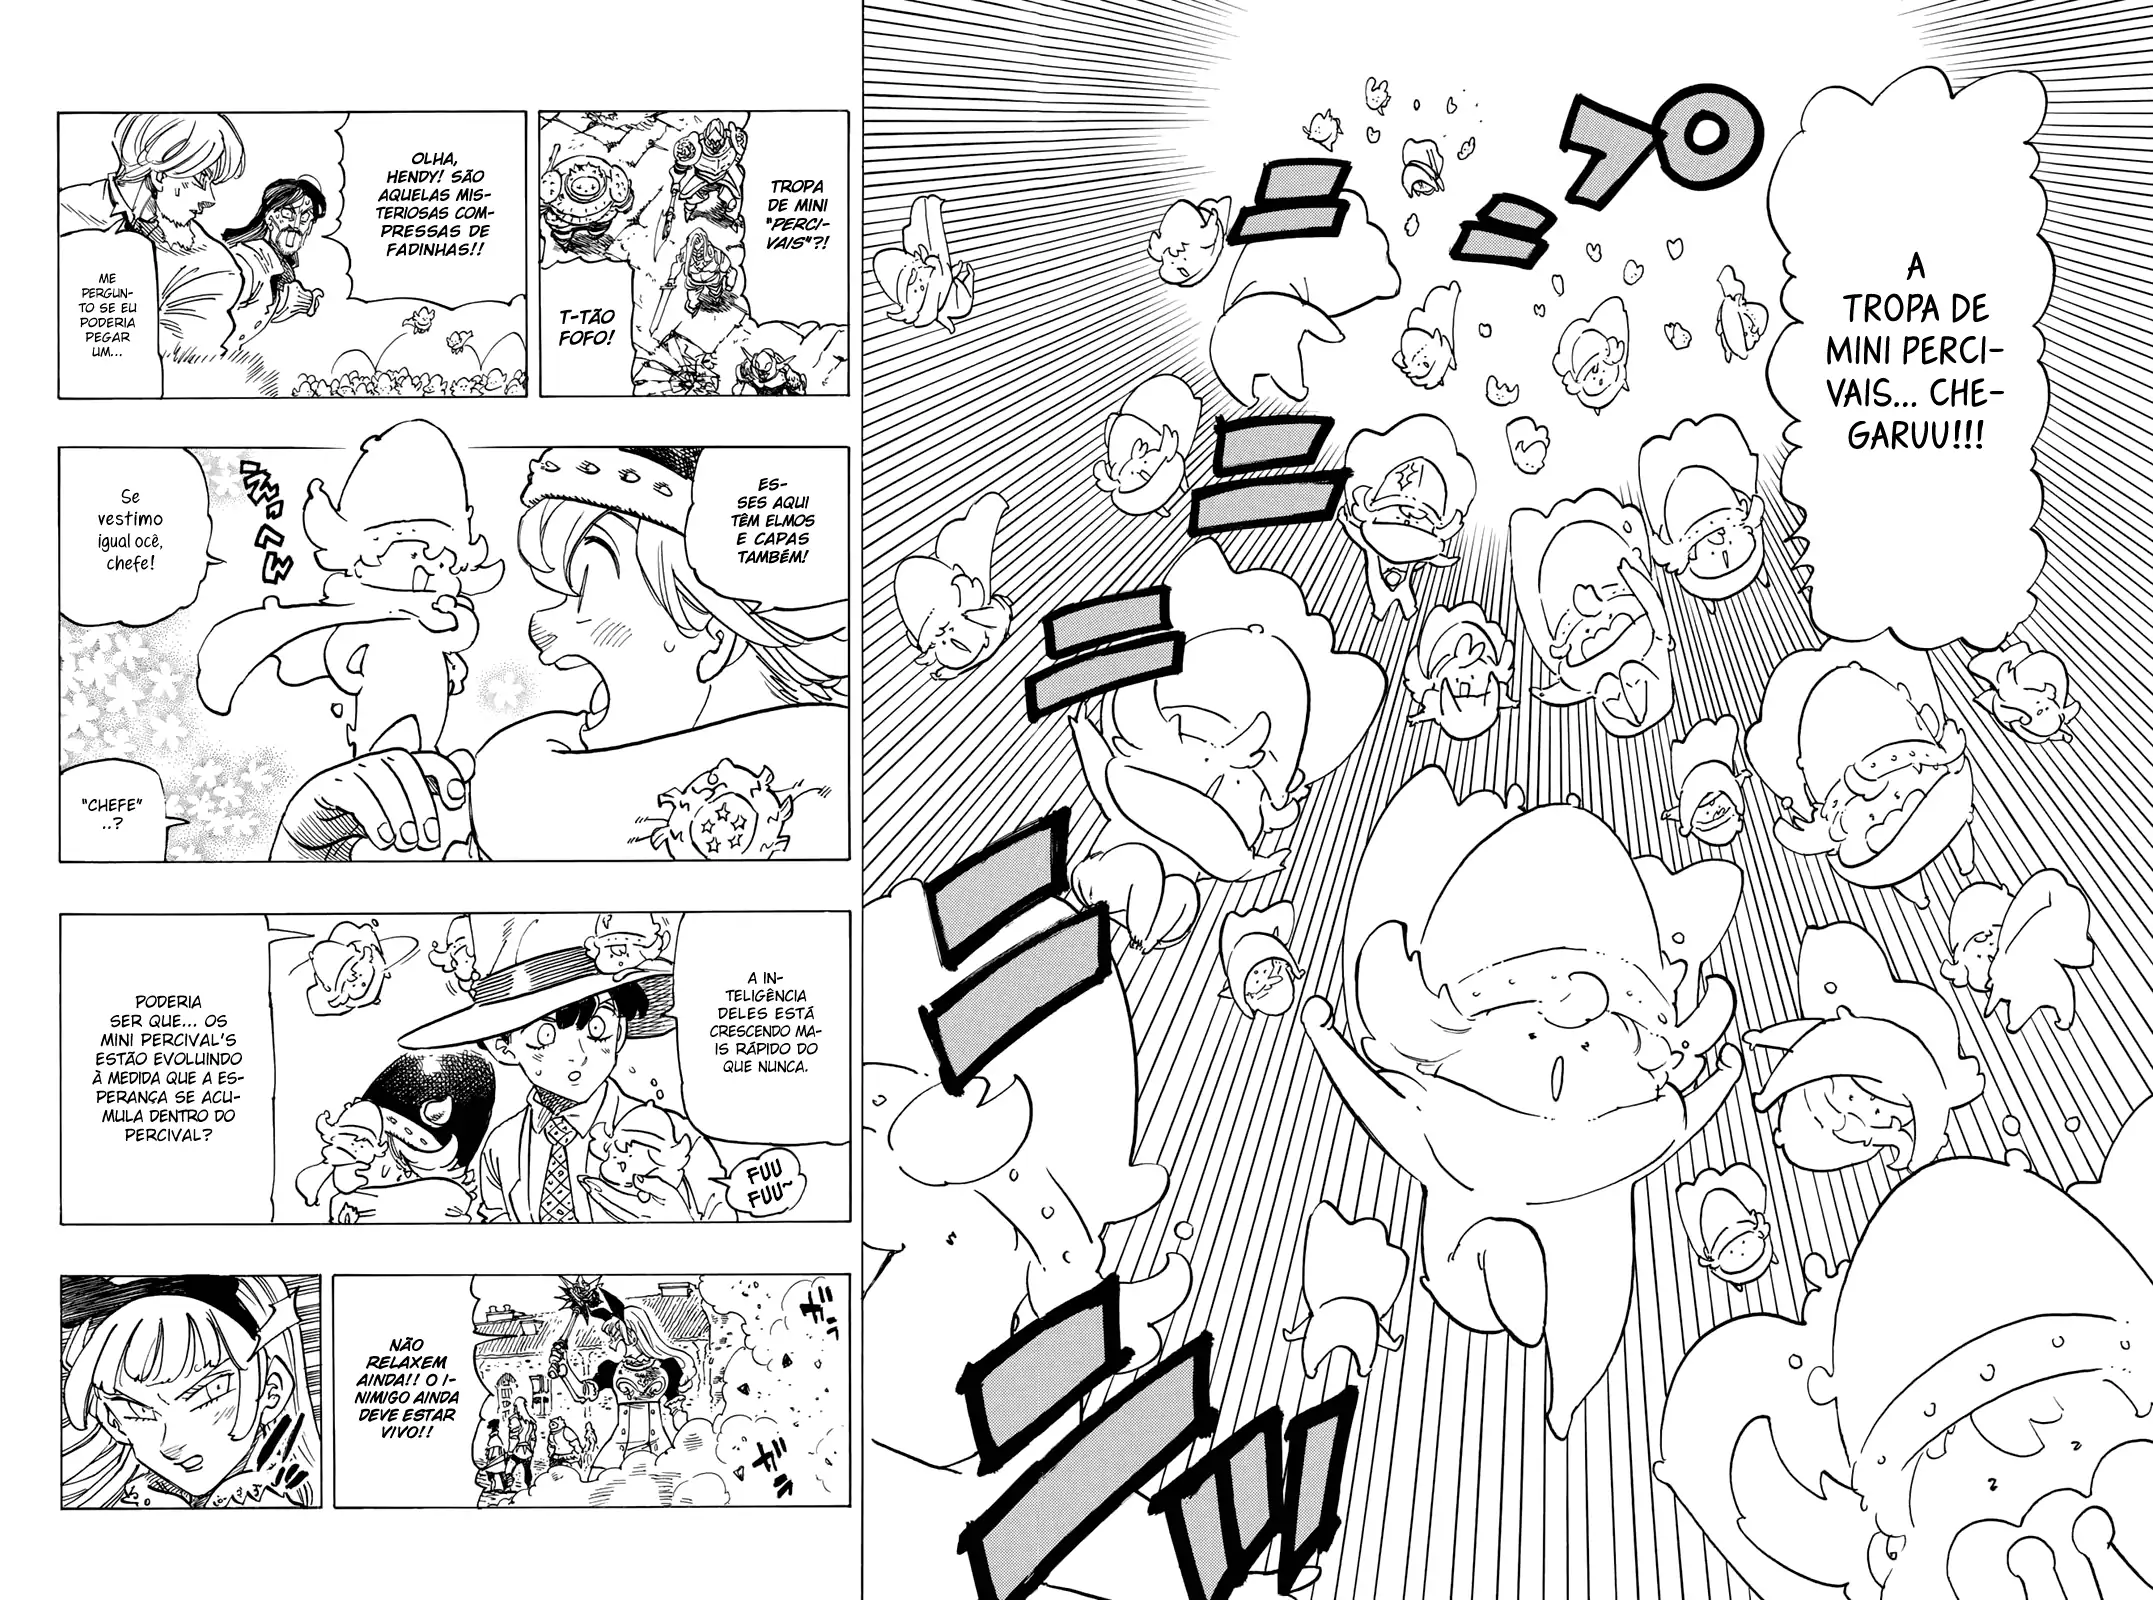 A
TROPA DE
MINI PERCI-
VAIS... CHE-
GARUU!!!
プニ
TROPA
DE MINI
"PERCI-
VAIS"?!
T-TÃO
FOFO!
OLHA,
HENDY! SÃO
AQUELAS MIS-
TERIOSAS COM-
PRESSAS DE
FADINHAS!!
ME
PERGUN-
TO SE EU
PODERIA
PEGAR
UM...
ES-
SES AQUI
TÊM ELMOS
E CAPAS
TAMBÉM!
Se
vestimo
igual ocê,
chefe!
"CHEFE"
..?
A IN-
TELIGÊNCIA
DELES ESTÁ
CRESCENDO MA-
IS RÁPIDO DO
QUE NUNCA.
FUU
FUU~
PODERIA
SER QUE... OS
MINI PERCIVAL'S
ESTÃO EVOLUINDO
À MEDIDA QUE A ES-
PERANÇA SE ACU-
MULA DENTRO DO
PERCIVAL?
NÃO
RELAXEM
AINDA!! O I-
NIMIGO AINDA
DEVE ESTAR
VIVO!!